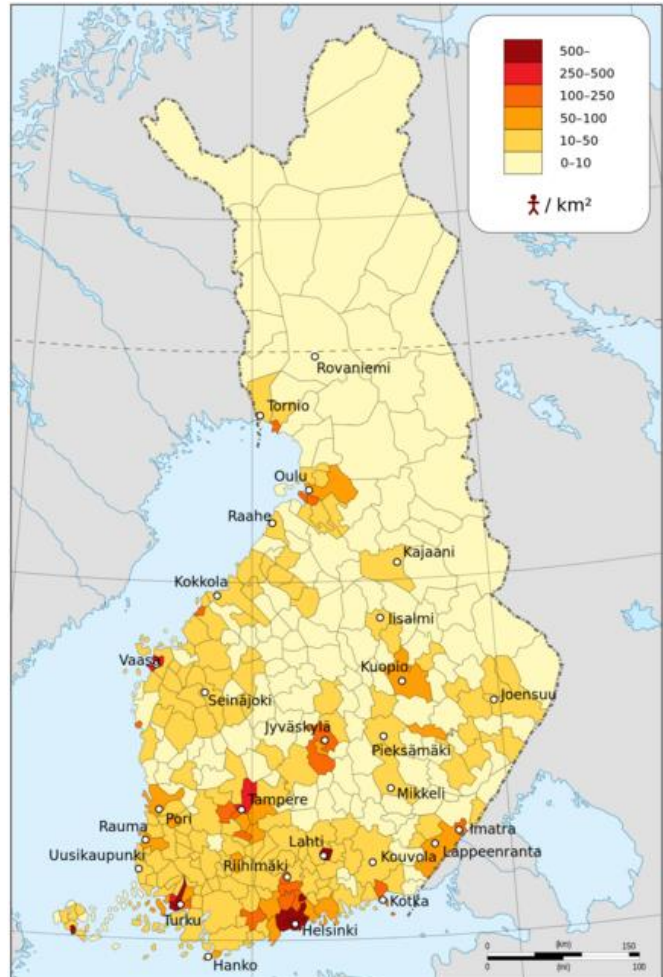 500–
250–500
100–250
50–100
10–50
0–10
/ km²
Rovaniemi
Tornio
Oulu
Raahe
Kajaani
Kokkola
Iisalmi
Vaasa
Kuopio
Seinäjoki
Joensuu
Jyväskylä
Pieksämäki
Mikkeli
Tampere
Pori
Rauma
Imatra
Lahti
Uusikaupunki
Kouvola
Lappeenranta
Riihimäki
Kotka
Turku
Helsinki
Hanko
0 (km) 150
0 (mi) 100